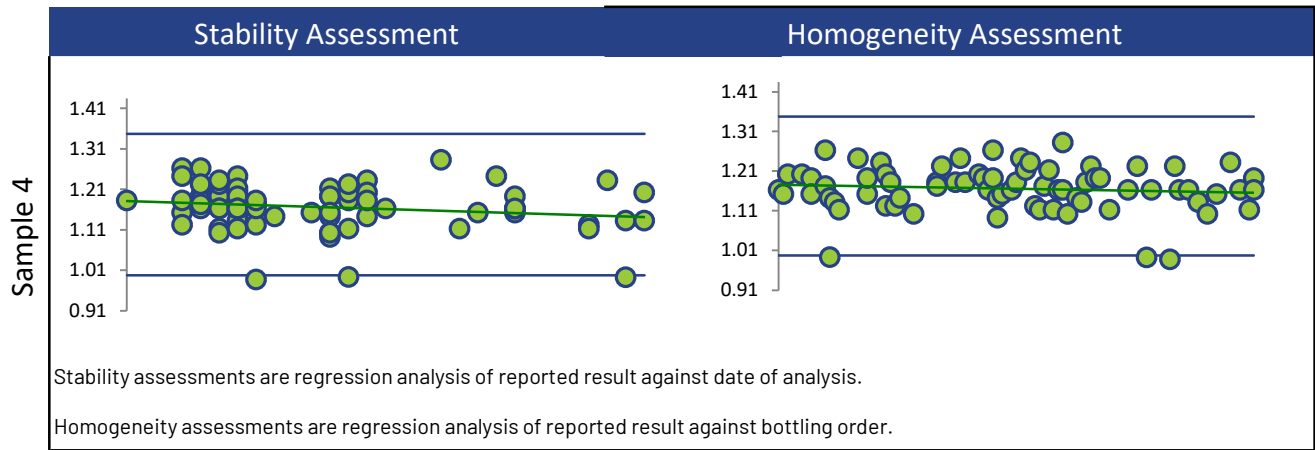 Stability Assessment
Homogeneity Assessment
Sample 4
1.41
1.31
1.21
1.11
1.01
0.91
1.41
1.31
1.21
1.11
1.01
0.91
Stability assessments are regression analysis of reported result against date of analysis.
Homogeneity assessments are regression analysis of reported result against bottling order.